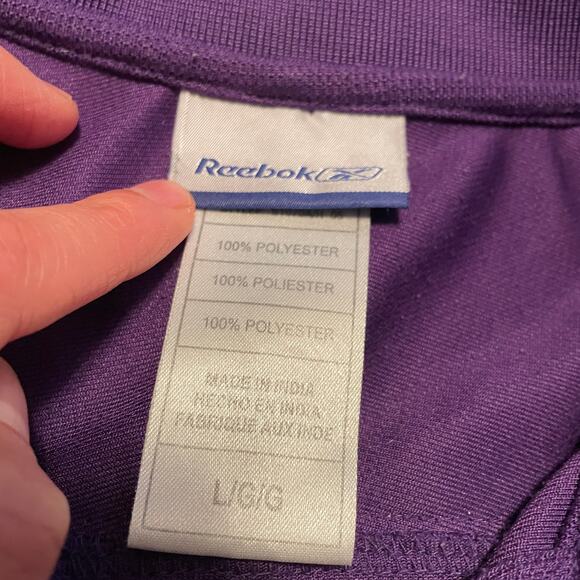 Reebok
100% POLYESTER
100% POLIESTER
100% POLYESTER
MADE IN INDIA
HECHO EN INDIA
FABRIQUE AUX INDE
L/G/G